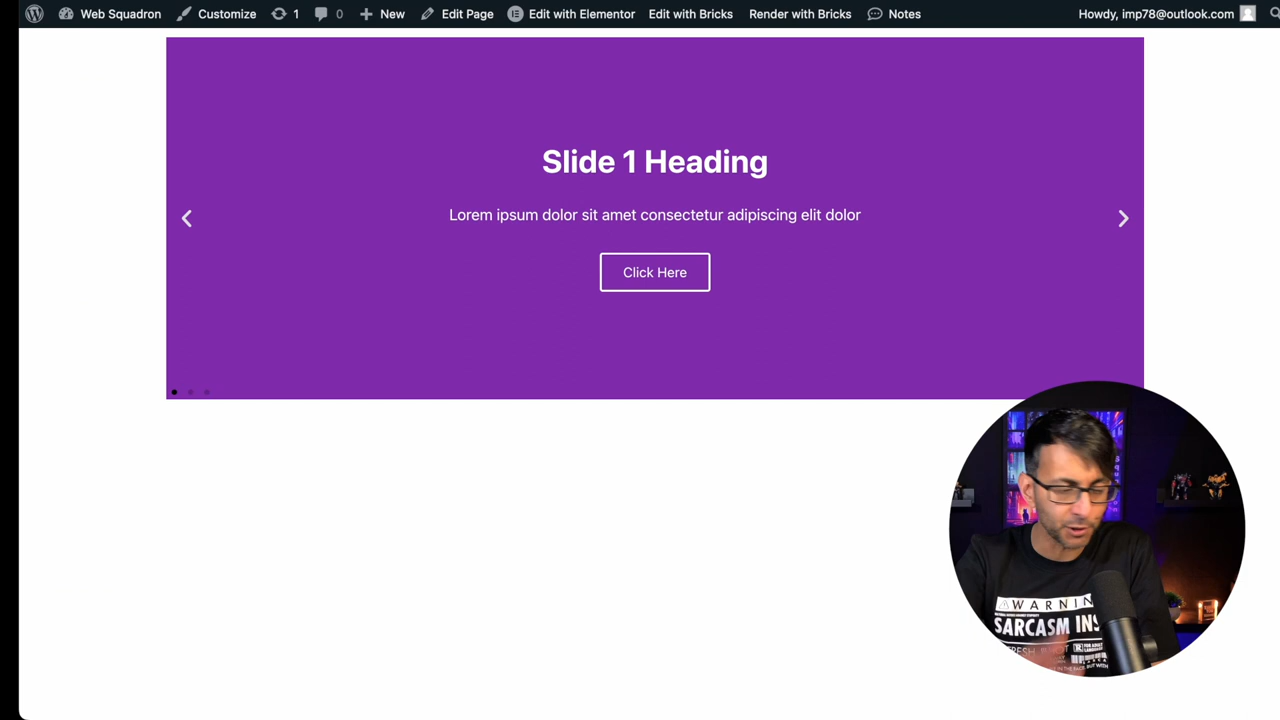 Web Squadron Customize 1 0 New Edit Page Edit with Elementor Edit with Bricks Render with Bricks Notes Howdy, imp78@outlook.com
Slide 1 Heading
Lorem ipsum dolor sit amet consectetur adipiscing elit dolor
Click Here
WARNIN
SARCASM INS